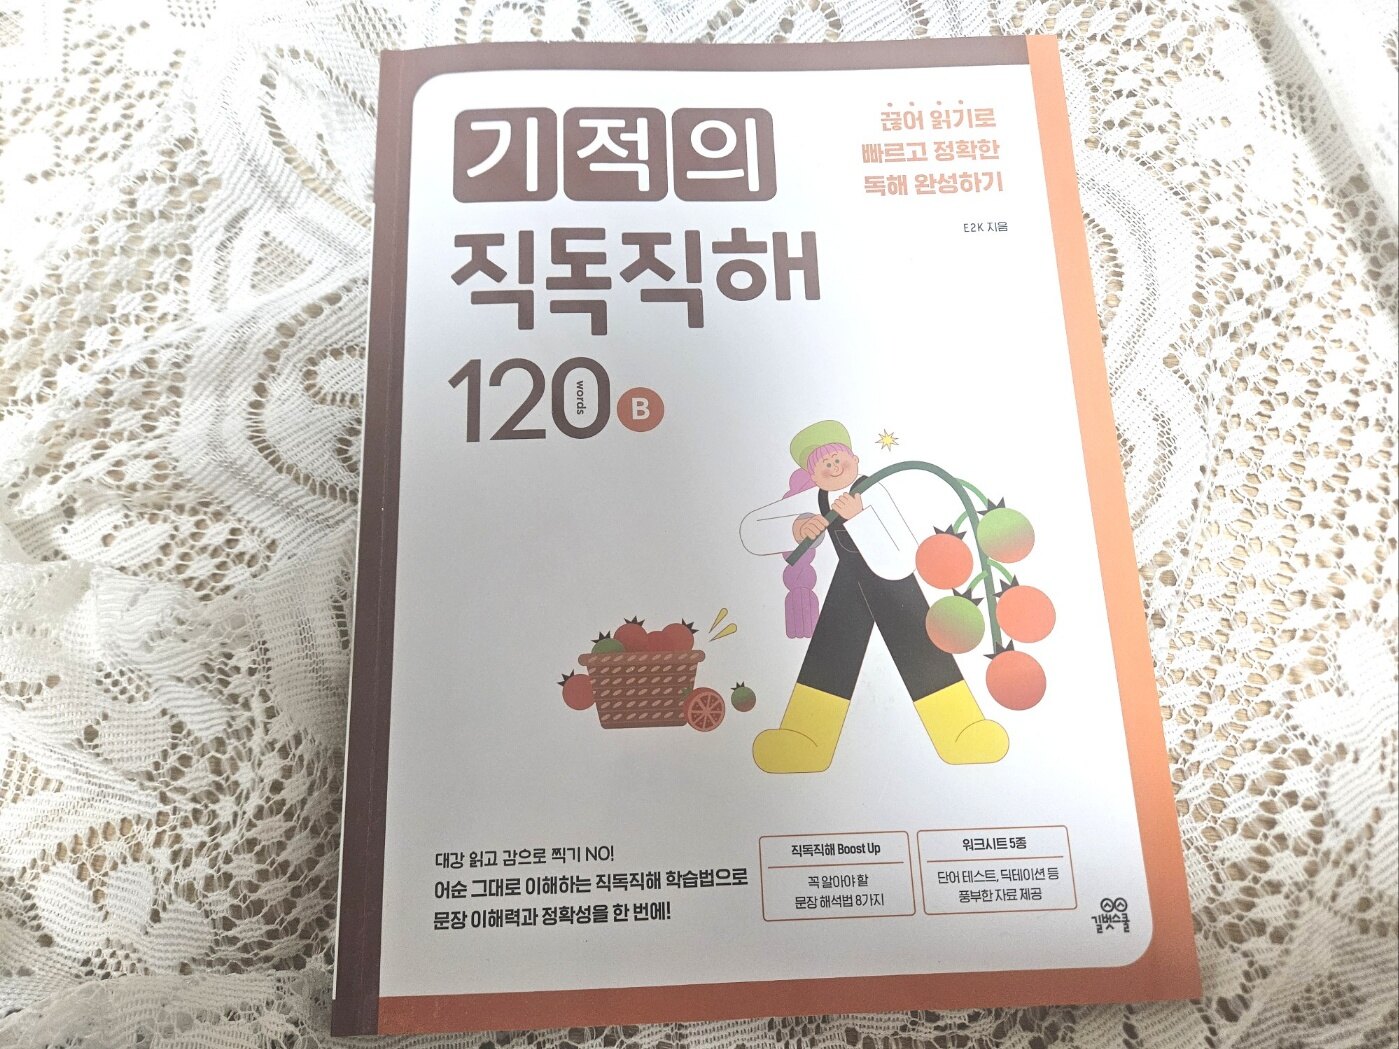 기적의
직독직해
120 words B
끊어 읽기로
빠르고 정확한
독해 완성하기
E2K 지음
대강 읽고 감으로 찍기 NO!
어순 그대로 이해하는 직독직해 학습법으로
문장 이해력과 정확성을 한 번에!
직독직해 Boost Up
꼭 알아야 할
문장 해석법 8가지
워크시트 5종
단어 테스트, 딕테이션 등
풍부한 자료 제공
길벗스쿨